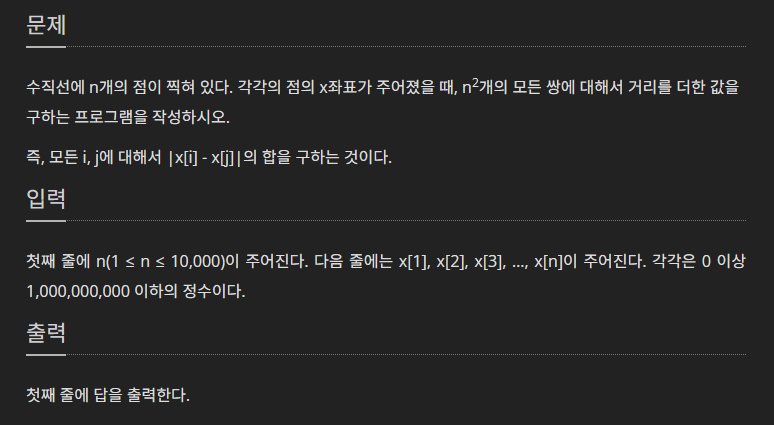 문제
수직선에 n개의 점이 찍혀 있다. 각각의 점의 x좌표가 주어졌을 때, n²개의 모든 쌍에 대해서 거리를 더한 값을
구하는 프로그램을 작성하시오.
즉, 모든 i, j에 대해서 |x[i] - x[j]|의 합을 구하는 것이다.
입력
첫째 줄에 n(1 ≤ n ≤ 10,000)이 주어진다. 다음 줄에는 x[1], x[2], x[3], ..., x[n]이 주어진다. 각각은 0 이상
1,000,000,000 이하의 정수이다.
출력
첫째 줄에 답을 출력한다.